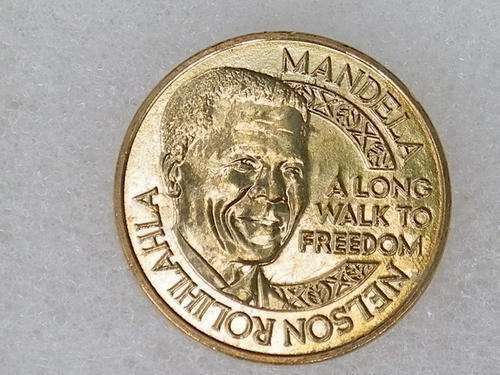 NELSON ROLIHLAHLA
MANDELA
A LONG
WALK TO
FREEDOM